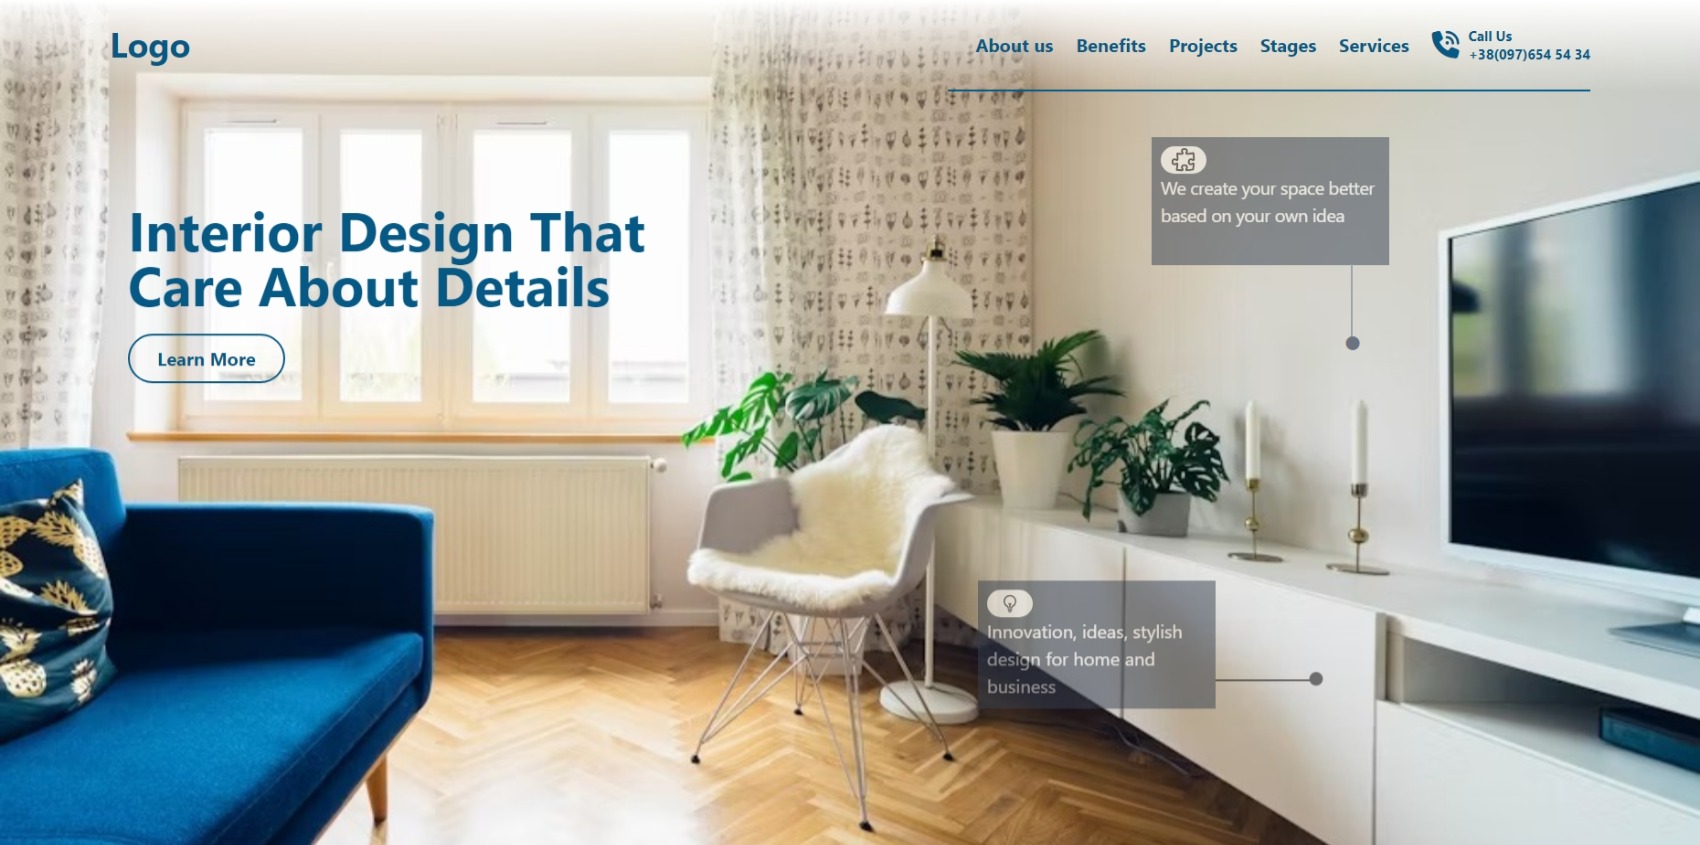 Logo
About us
Benefits
Projects
Stages
Services
Call Us
+38(097)654 54 34
Interior Design That
Care About Details
Learn More
We create your space better
based on your own idea
Innovation, ideas, stylish
design for home and
business